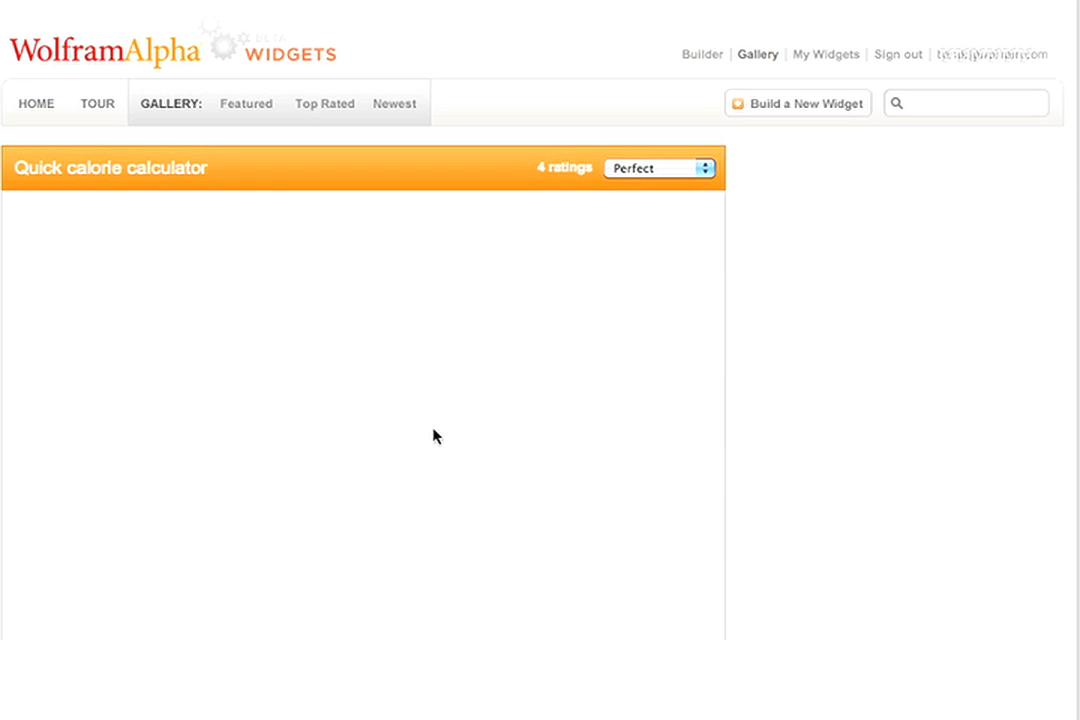 WolframAlpha BETA WIDGETS
Builder | Gallery | My Widgets | Sign out |
HOME TOUR GALLERY: Featured Top Rated Newest Build a New Widget
Quick calorie calculator 4 ratings Perfect